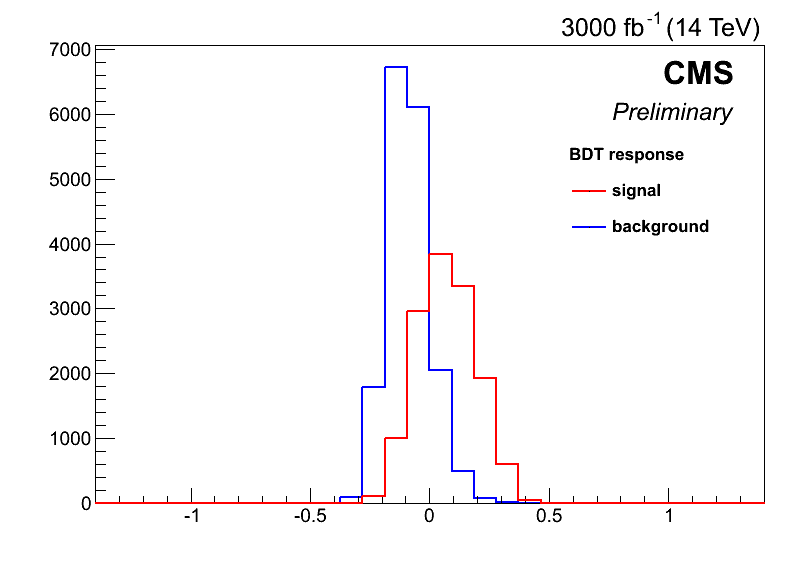 3000 fb-1 (14 TeV)
CMS
Preliminary
BDT response
signal
background
7000
6000
5000
4000
3000
2000
1000
0
-1
-0.5
0
0.5
1